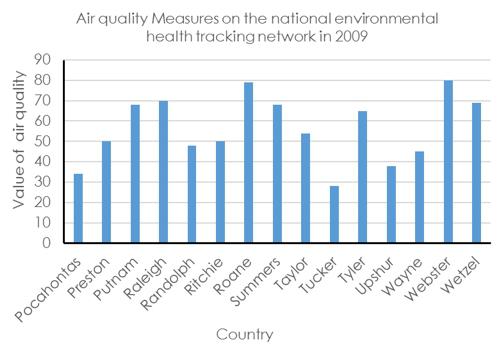 Air quality Measures on the national environmental
health tracking network in 2009
Value of air quality
90
80
70
60
50
40
30
20
10
0
Pocahontas
Preston
Putnam
Raleigh
Randolph
Ritchie
Roane
Summers
Taylor
Tucker
Tyler
Upshur
Wayne
Webster
Wetzel
Country